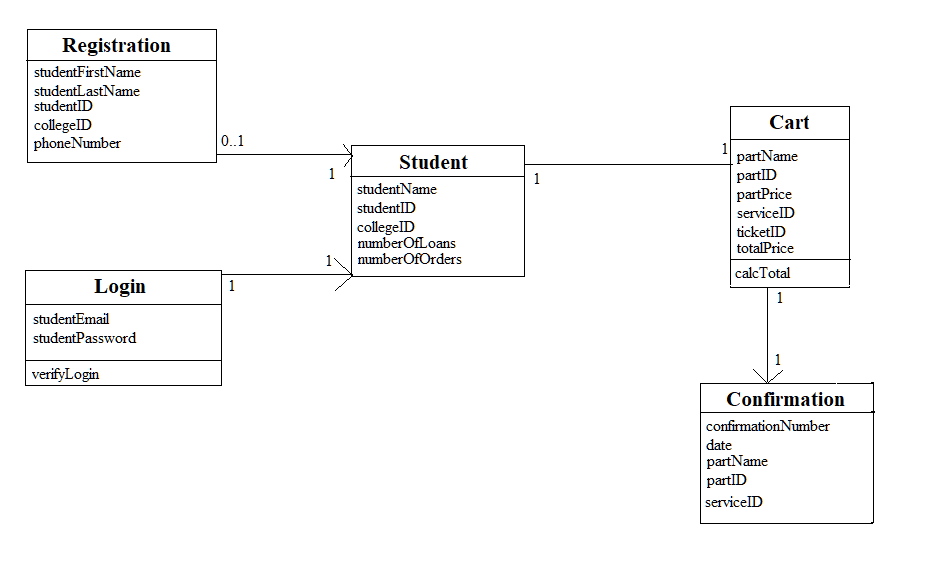 Registration
studentFirstName
studentLastName
studentID
collegeID
phoneNumber
0..1
1
Student
studentName
studentID
collegeID
numberOfLoans
numberOfOrders
1
1
Login
studentEmail
studentPassword
verifyLogin
1
1
Cart
partName
partID
partPrice
serviceID
ticketID
totalPrice
calcTotal
1
1
Confirmation
confirmationNumber
date
partName
partID
serviceID